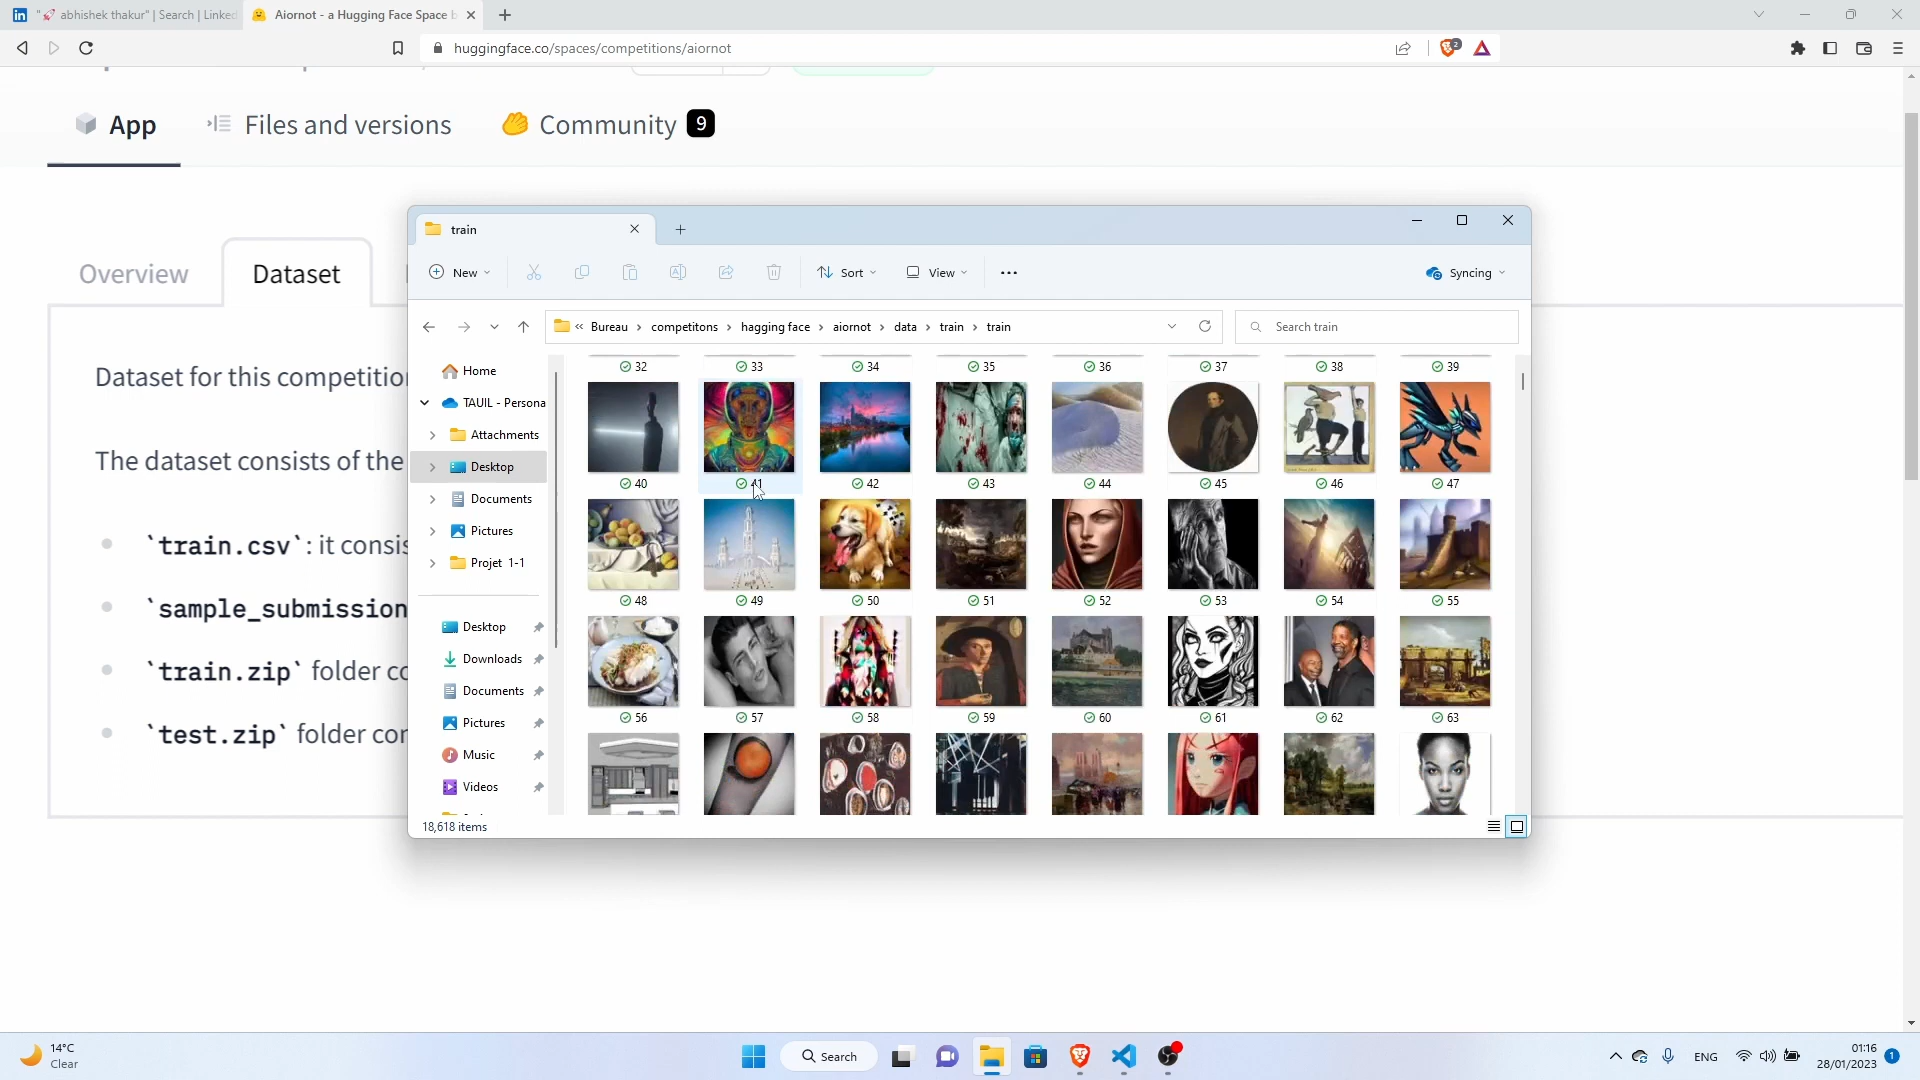 "🚀 abhishek thakur" | Search | Linked
Aiornot - a Hugging Face Space b
huggingface.co/spaces/competitions/aiornot
2
App
Files and versions
Community 9
Overview
Dataset
Dataset for this competition
The dataset consists of the
`train.csv`: it consis
`sample_submission
`train.zip` folder co
`test.zip` folder con
train
New
Sort
View
Syncing
« Bureau › competitons › hagging face › aiornot › data › train › train
Search train
Home
TAUIL - Persona
Attachments
Desktop
Documents
Pictures
Projet 1-1
Desktop
Downloads
Documents
Pictures
Music
Videos
32 33 34 35 36 37 38 39
40 41 42 43 44 45 46 47
48 49 50 51 52 53 54 55
56 57 58 59 60 61 62 63
18,618 items
14°C
Clear
Search
ENG
01:16
28/01/2023
1